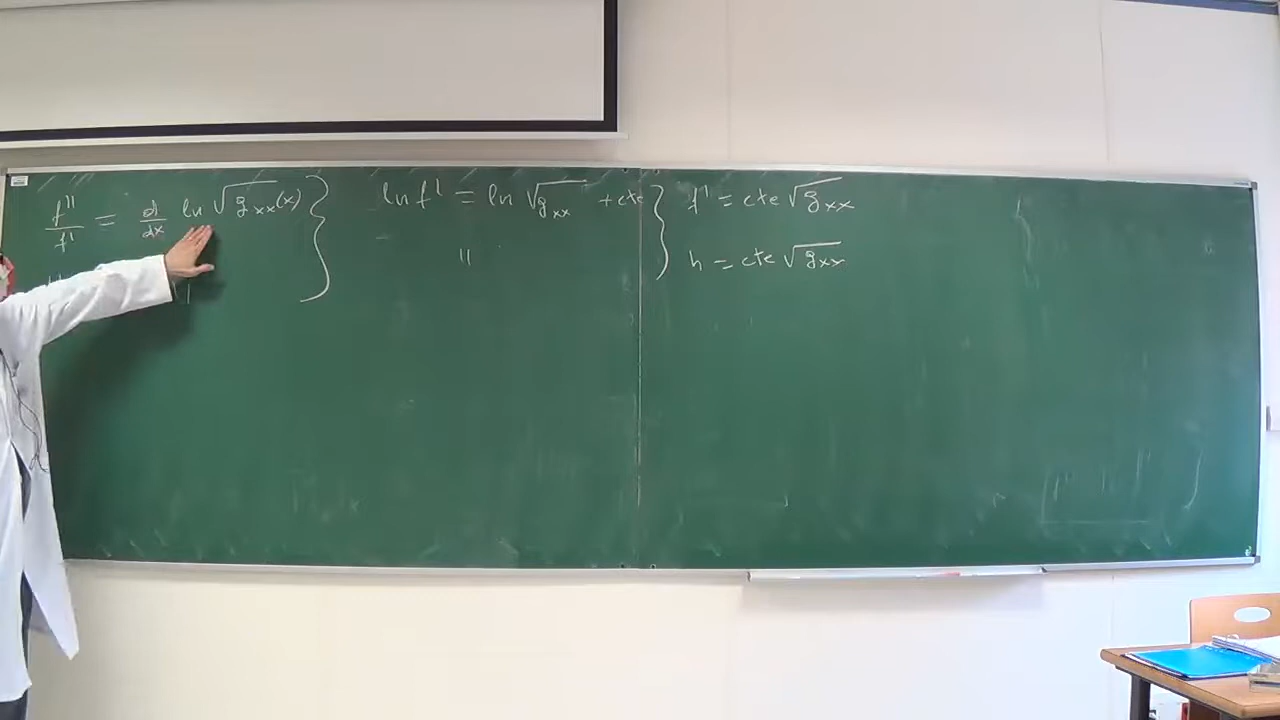 f''/f' = d/dx ln √g_xx(x) } ln f' = ln √g_xx + cte } f' = cte √g_xx
" h = cte √g_xx